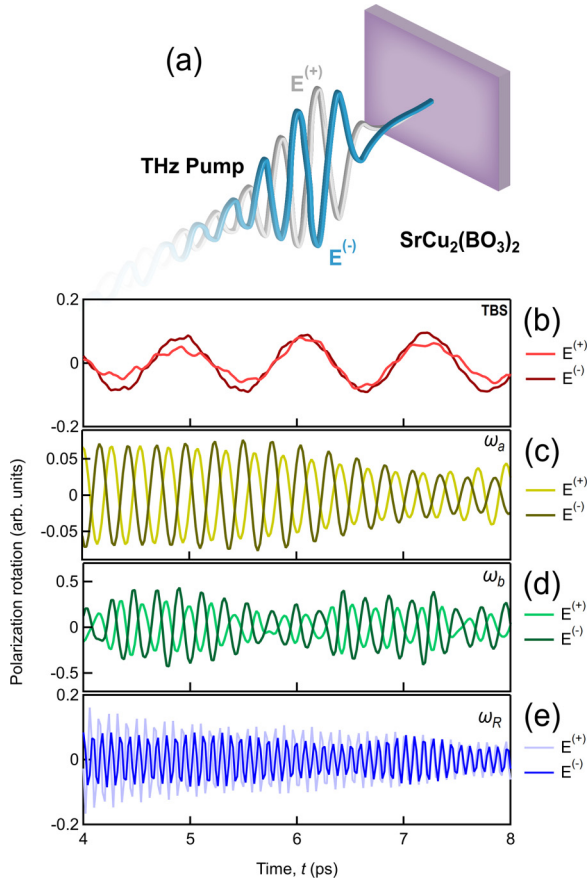 (a)
E(+)
THz Pump
E(-)
SrCu2(BO3)2
0.2
0
-0.2
TBS
(b)
E(+)
E(-)
0.05
0
-0.05
ωa
(c)
E(+)
E(-)
0.5
0
-0.5
ωb
(d)
E(+)
E(-)
0.2
0
-0.2
ωR
(e)
E(+)
E(-)
Polarization rotation (arb. units)
4 5 6 7 8
Time, t (ps)